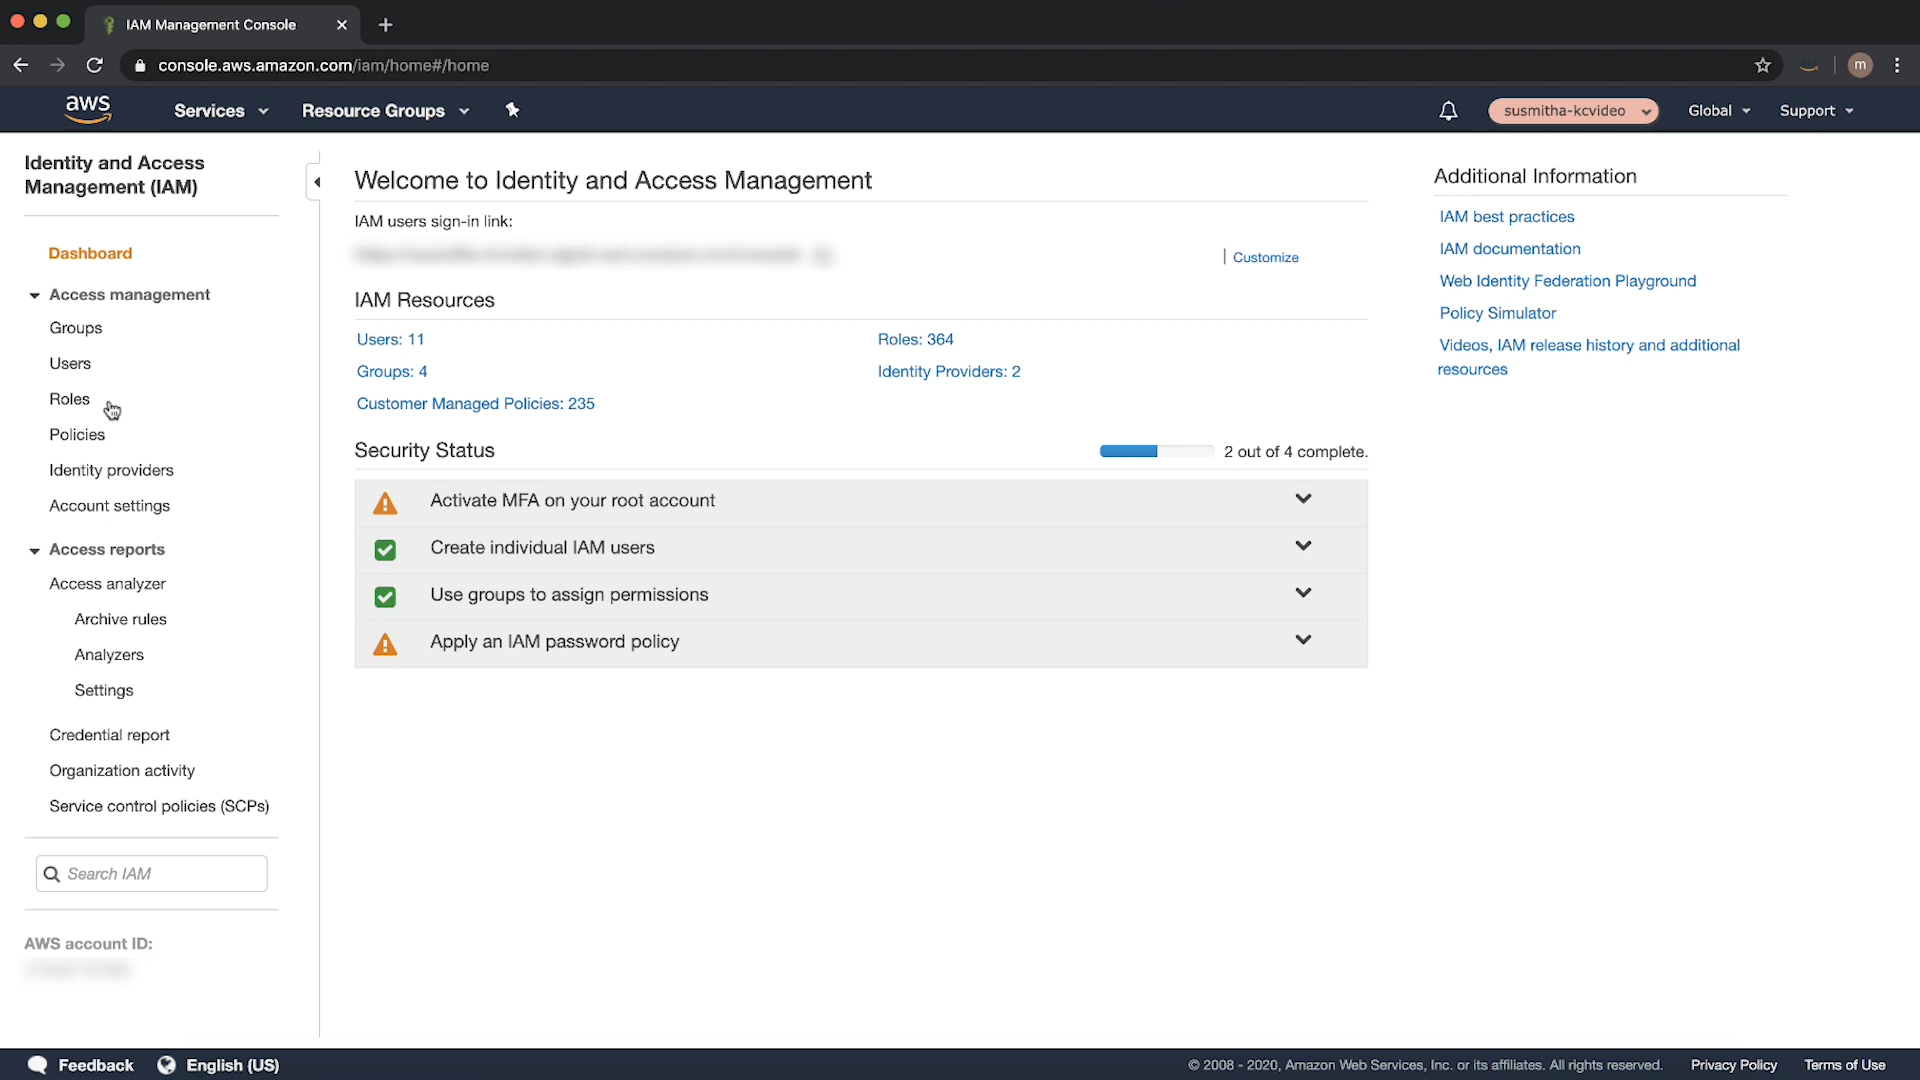 IAM Management Console
console.aws.amazon.com/iam/home#/home
m
aws
Services
Resource Groups
susmitha-kcvideo
Global
Support
Identity and Access
Management (IAM)
Dashboard
Access management
Groups
Users
Roles
Policies
Identity providers
Account settings
Access reports
Access analyzer
Archive rules
Analyzers
Settings
Credential report
Organization activity
Service control policies (SCPs)
Search IAM
AWS account ID:
Welcome to Identity and Access Management
IAM users sign-in link:
Customize
IAM Resources
Users: 11
Roles: 364
Groups: 4
Identity Providers: 2
Customer Managed Policies: 235
Security Status
2 out of 4 complete.
Activate MFA on your root account
Create individual IAM users
Use groups to assign permissions
Apply an IAM password policy
Additional Information
IAM best practices
IAM documentation
Web Identity Federation Playground
Policy Simulator
Videos, IAM release history and additional
resources
Feedback
English (US)
© 2008 - 2020, Amazon Web Services, Inc. or its affiliates. All rights reserved.
Privacy Policy
Terms of Use